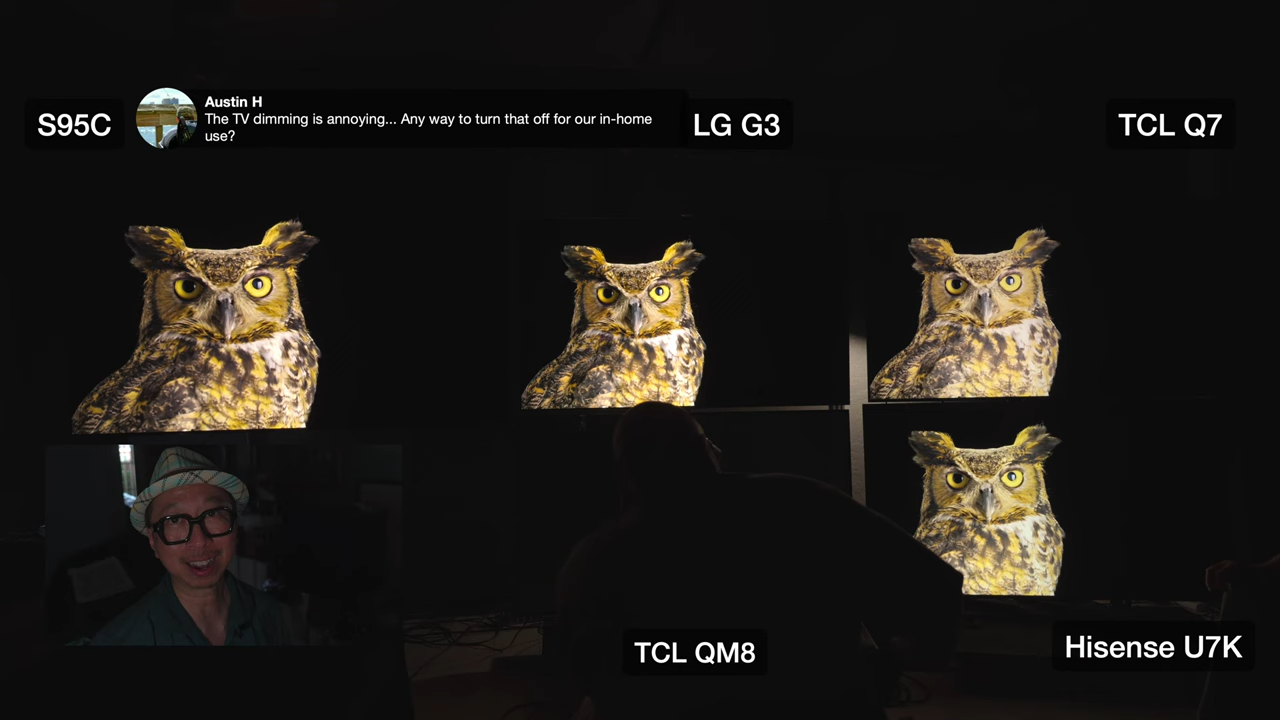 S95C
Austin H
The TV dimming is annoying... Any way to turn that off for our in-home
use?
LG G3
TCL Q7
TCL QM8
Hisense U7K